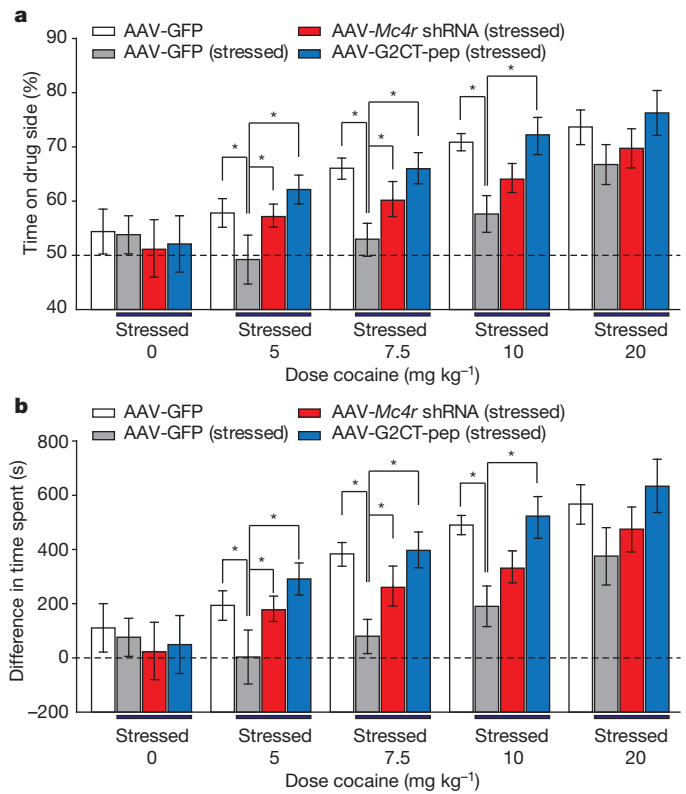 a
AAV-GFP AAV-Mc4r shRNA (stressed)
AAV-GFP (stressed) AAV-G2CT-pep (stressed)
Time on drug side (%)
90
80
70
60
50
40
* * * * * * * *
Stressed Stressed Stressed Stressed Stressed
0 5 7.5 10 20
Dose cocaine (mg kg⁻¹)
b
AAV-GFP AAV-Mc4r shRNA (stressed)
AAV-GFP (stressed) AAV-G2CT-pep (stressed)
Difference in time spent (s)
800
600
400
200
0
−200
* * * * * * * *
Stressed Stressed Stressed Stressed Stressed
0 5 7.5 10 20
Dose cocaine (mg kg⁻¹)